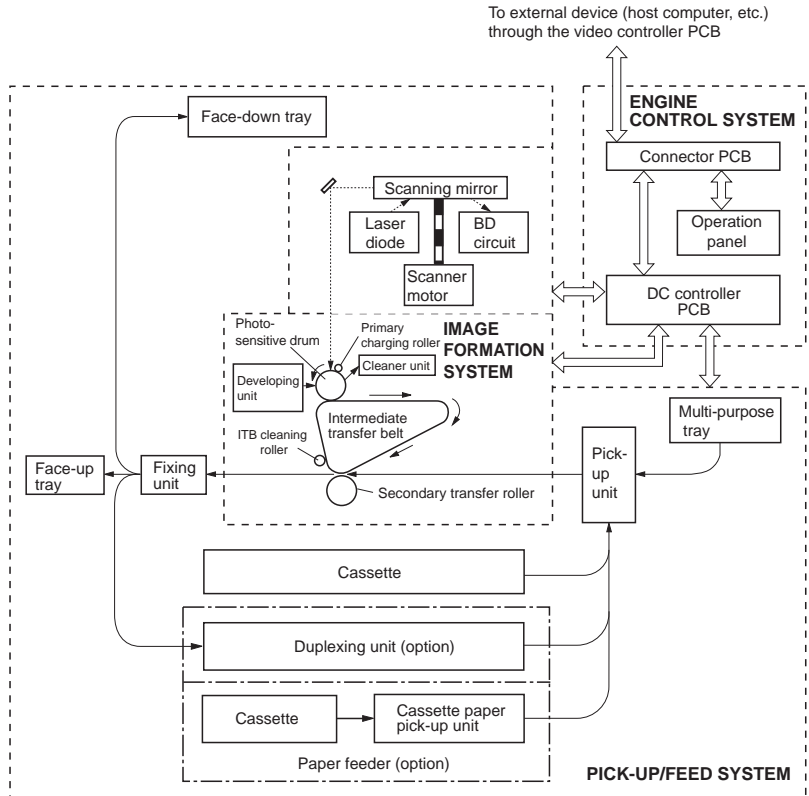 To external device (host computer, etc.)
through the video controller PCB
Face-down tray
ENGINE
CONTROL SYSTEM
Connector PCB
Operation
panel
DC controller
PCB
Scanning mirror
Laser
diode
BD
circuit
Scanner
motor
Photo-
sensitive drum
Primary
charging roller
IMAGE
FORMATION
SYSTEM
Cleaner unit
Developing
unit
Intermediate
transfer belt
ITB cleaning
roller
Secondary transfer roller
Multi-purpose
tray
Pick-
up
unit
Face-up
tray
Fixing
unit
Cassette
Duplexing unit (option)
Cassette
Cassette paper
pick-up unit
Paper feeder (option)
PICK-UP/FEED SYSTEM